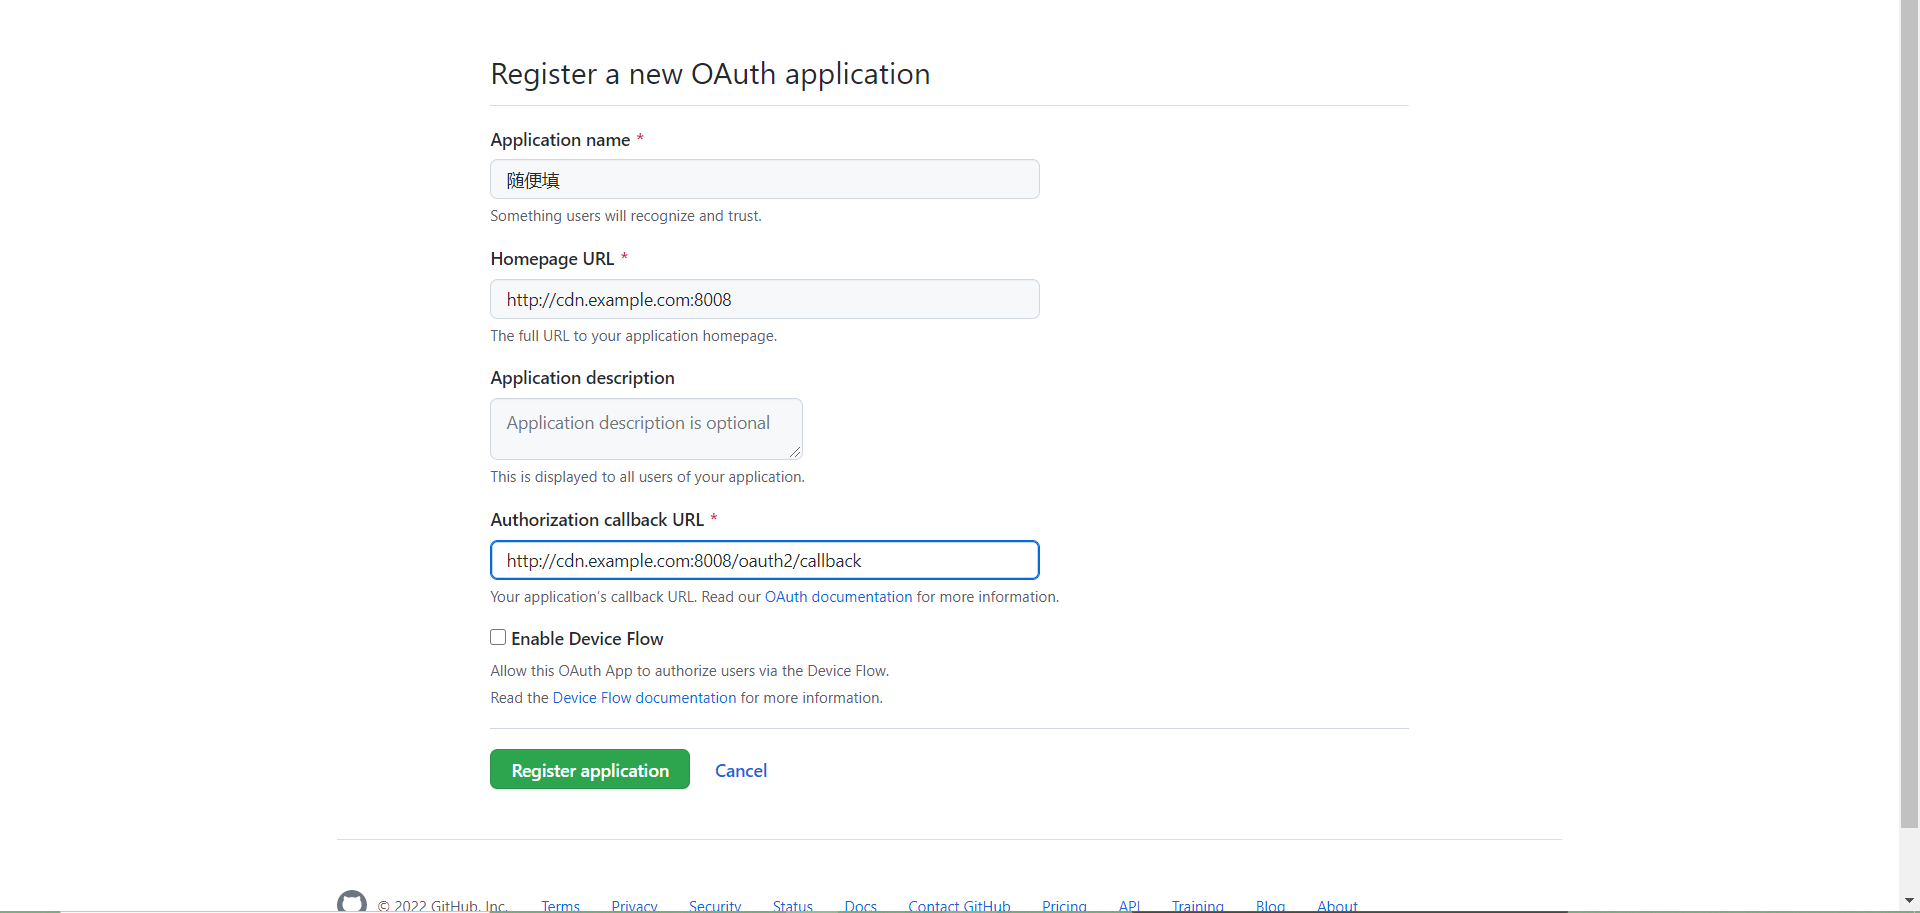 Register a new OAuth application
Application name *
随便填
Something users will recognize and trust.
Homepage URL *
http://cdn.example.com:8008
The full URL to your application homepage.
Application description
Application description is optional
This is displayed to all users of your application.
Authorization callback URL *
http://cdn.example.com:8008/oauth2/callback
Your application's callback URL. Read our OAuth documentation for more information.
Enable Device Flow
Allow this OAuth App to authorize users via the Device Flow.
Read the Device Flow documentation for more information.
Register application Cancel
© 2022 GitHub, Inc. Terms Privacy Security Status Docs Contact GitHub Pricing API Training Blog About